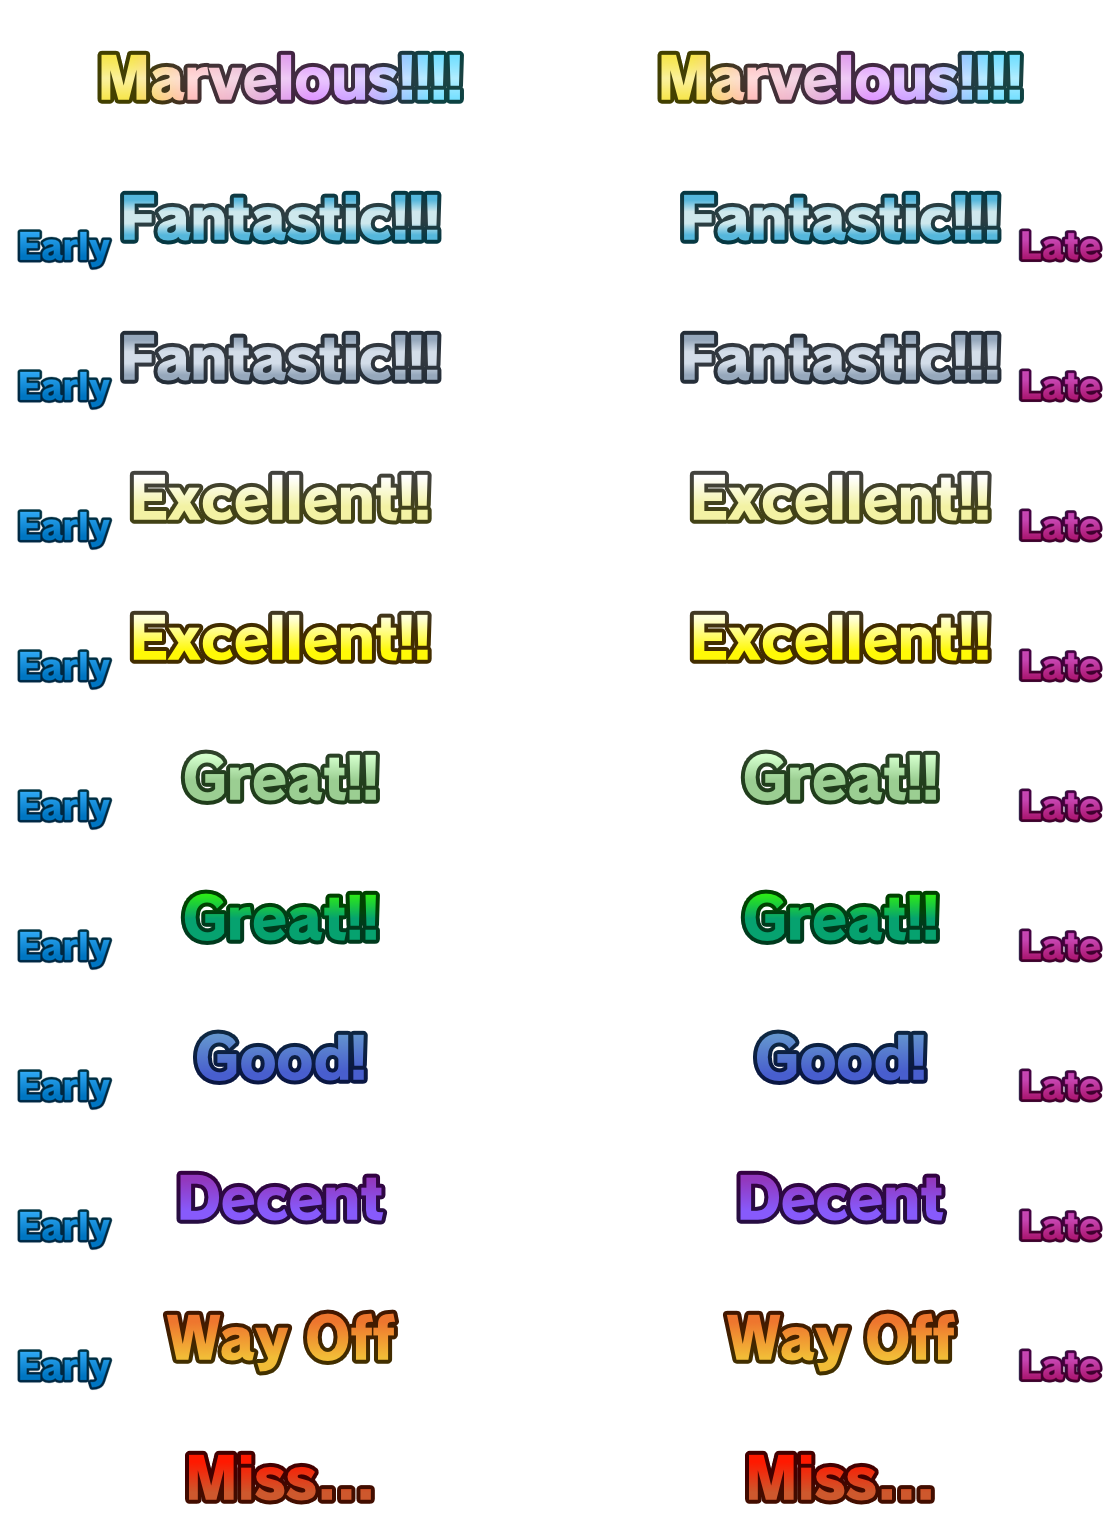 Marvelous!!!! Marvelous!!!!
Early Fantastic!!! Fantastic!!! Late
Early Fantastic!!! Fantastic!!! Late
Early Excellent!! Excellent!! Late
Early Excellent!! Excellent!! Late
Early Great!! Great!! Late
Early Great!! Great!! Late
Early Good! Good! Late
Early Decent Decent Late
Early Way Off Way Off Late
Miss... Miss...